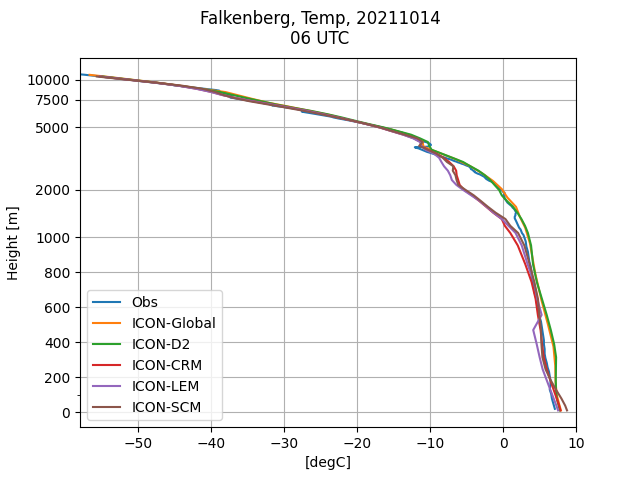 Falkenberg, Temp, 20211014
06 UTC
10000
7500
5000
2000
1000
800
600
400
200
0
Height [m]
Obs
ICON-Global
ICON-D2
ICON-CRM
ICON-LEM
ICON-SCM
−50 −40 −30 −20 −10 0 10
[degC]